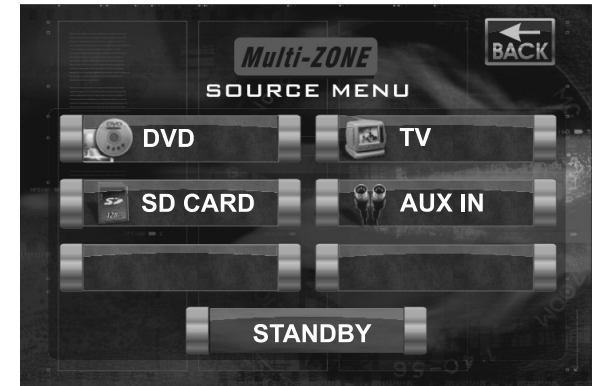 BACK
Multi-ZONE
SOURCE MENU
DVD TV
SD CARD AUX IN
STANDBY